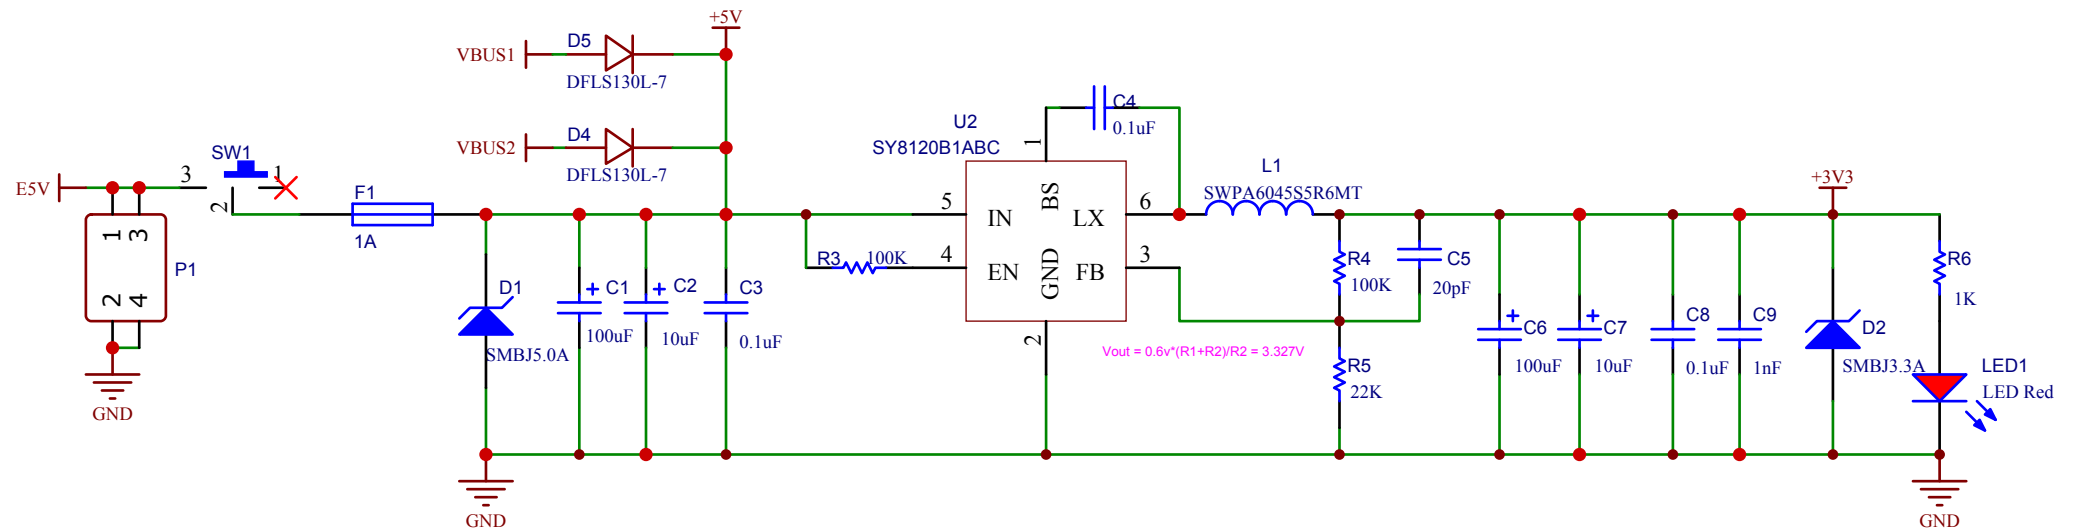 +5V
VBUS1
D5
DFLS130L-7
VBUS2
D4
DFLS130L-7
E5V
SW1
3
2
1
P1
1
3
2
4
GND
F1
1A
D1
SMBJ5.0A
C1
100uF
C2
10uF
C3
0.1uF
GND
R3
100K
U2
SY8120B1ABC
C4
0.1uF
1
BS
5
IN
LX
6
4
EN
GND
FB
3
2
L1
SWPA6045S5R6MT
R4
100K
C5
20pF
Vout = 0.6v*(R1+R2)/R2 = 3.327V
R5
22K
C6
100uF
C7
10uF
C8
0.1uF
C9
1nF
+3V3
D2
SMBJ3.3A
R6
1K
LED1
LED Red
GND